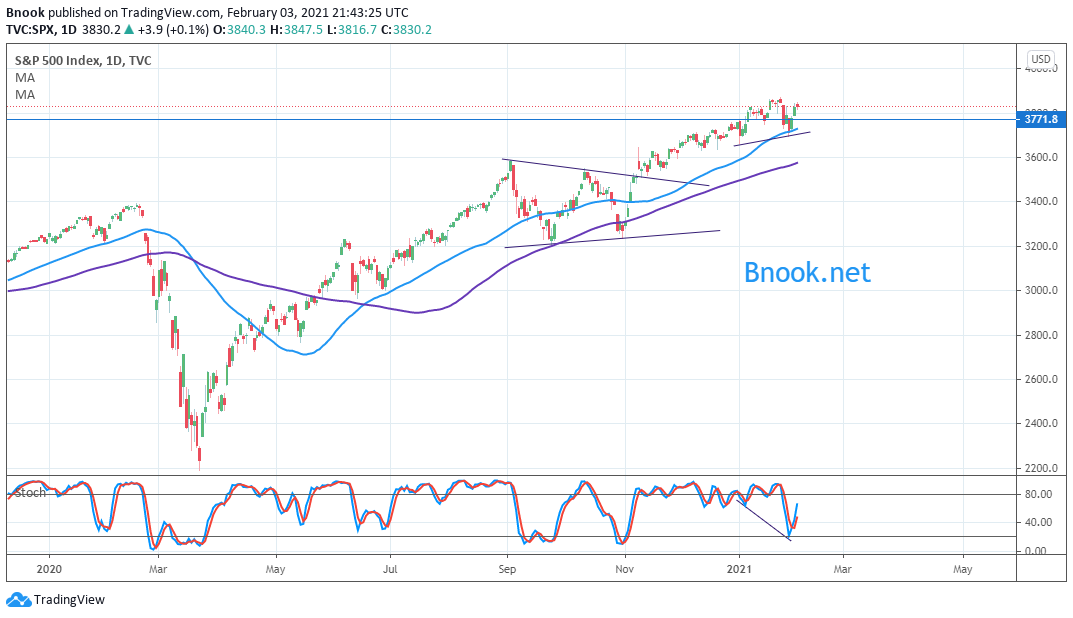 Bnook published on TradingView.com, February 03, 2021 21:43:25 UTC
TVC:SPX, 1D 3830.2 ▲ +3.9 (+0.1%) O:3840.3 H:3847.5 L:3816.7 C:3830.2
S&P 500 Index, 1D, TVC
MA
MA
USD
4000.0
3800.0
3771.8
3600.0
3400.0
3200.0
3000.0
2800.0
2600.0
2400.0
2200.0
Bnook.net
Stoch
80.00
40.00
0.00
2020 Mar May Jul Sep Nov 2021 Mar May
TradingView